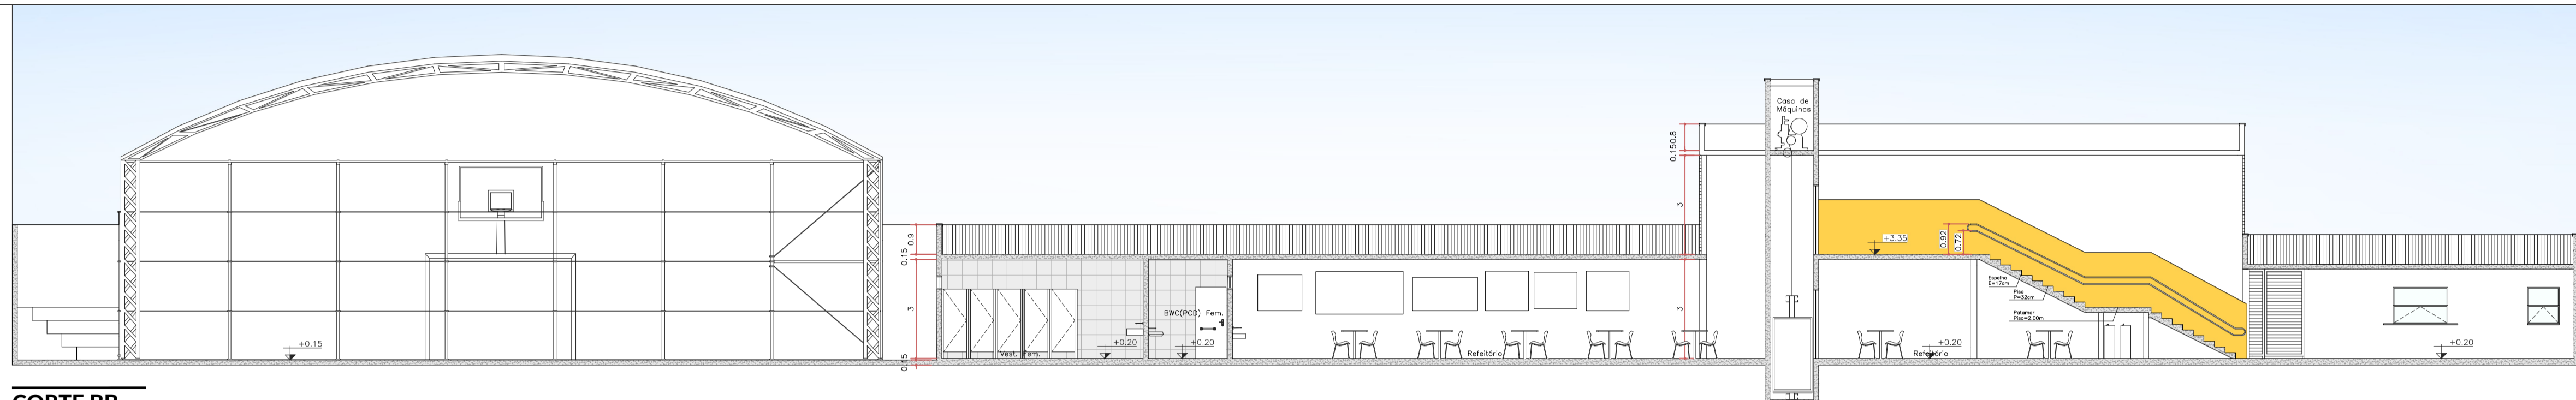 Casa de
Máquinas
0.8
0.15
3
+3.35
0.92
0.72
0.9
0.15
3
0.15
3
Espelho
E=17cm
Piso
P=32cm
Patamar
Piso=2,00m
BWC(PCD) Fem.
+0.15
Vest. Fem.
+0.20
+0.20
Refeitório
+0.20
Refeitório
+0.20
CORTE BB